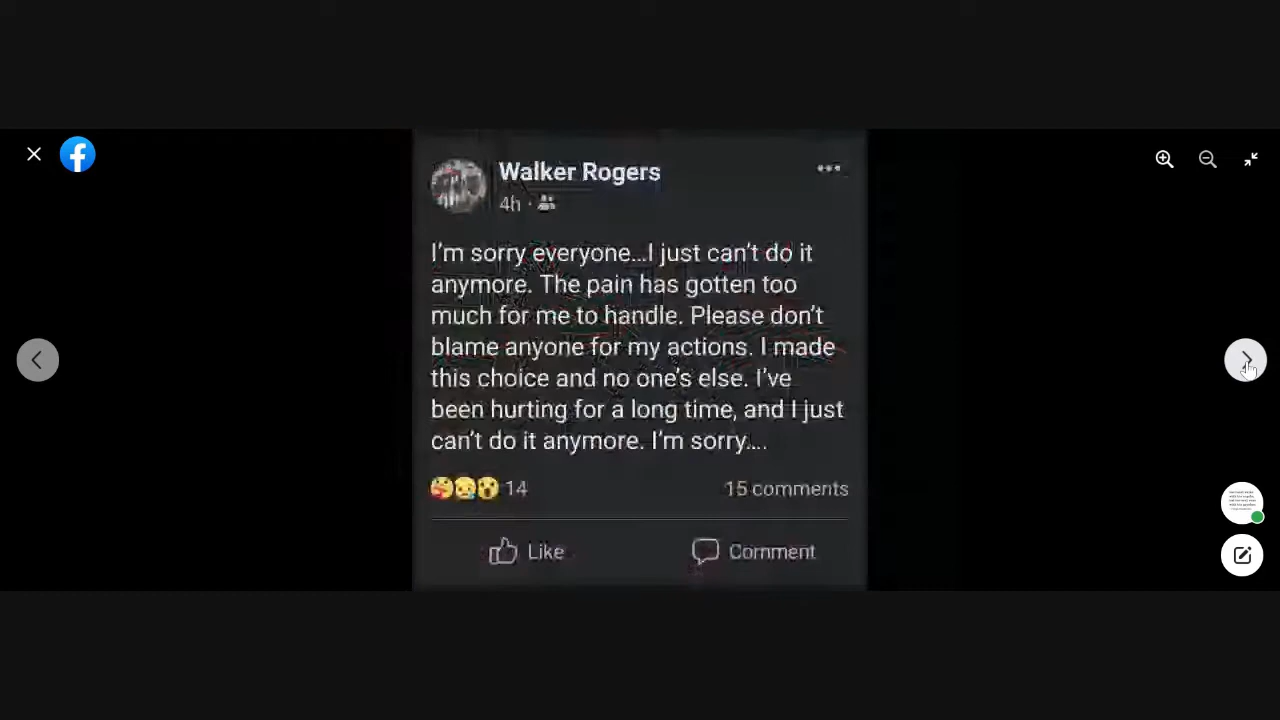 Walker Rogers
4h ·
I'm sorry everyone...I just can't do it
anymore. The pain has gotten too
much for me to handle. Please don't
blame anyone for my actions. I made
this choice and no one's else. I've
been hurting for a long time, and I just
can't do it anymore. I'm sorry....
14 15 comments
Like Comment